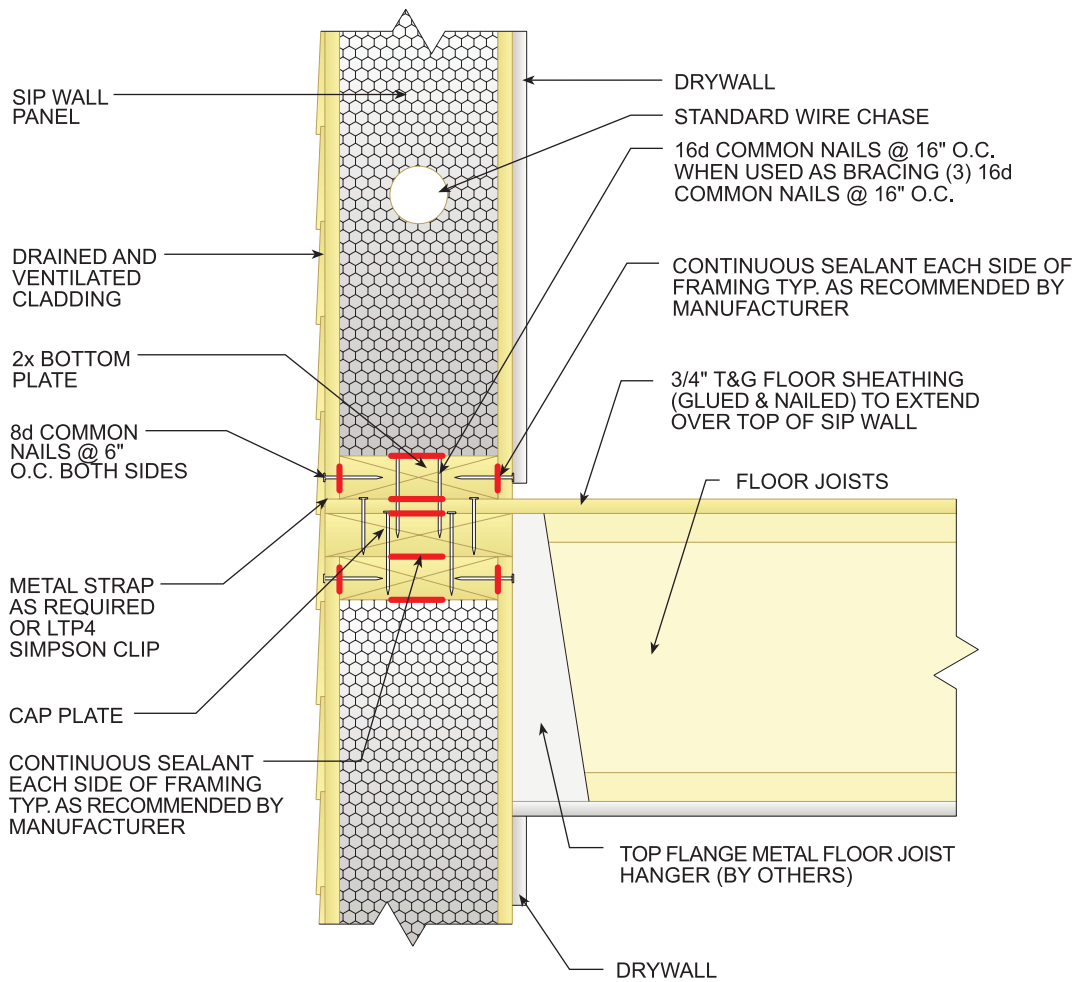 SIP WALL
PANEL
DRAINED AND
VENTILATED
CLADDING
2x BOTTOM
PLATE
8d COMMON
NAILS @ 6"
O.C. BOTH SIDES
METAL STRAP
AS REQUIRED
OR LTP4
SIMPSON CLIP
CAP PLATE
CONTINUOUS SEALANT
EACH SIDE OF FRAMING
TYP. AS RECOMMENDED BY
MANUFACTURER
DRYWALL
STANDARD WIRE CHASE
16d COMMON NAILS @ 16" O.C.
WHEN USED AS BRACING (3) 16d
COMMON NAILS @ 16" O.C.
CONTINUOUS SEALANT EACH SIDE OF
FRAMING TYP. AS RECOMMENDED BY
MANUFACTURER
3/4" T&G FLOOR SHEATHING
(GLUED & NAILED) TO EXTEND
OVER TOP OF SIP WALL
FLOOR JOISTS
TOP FLANGE METAL FLOOR JOIST
HANGER (BY OTHERS)
DRYWALL